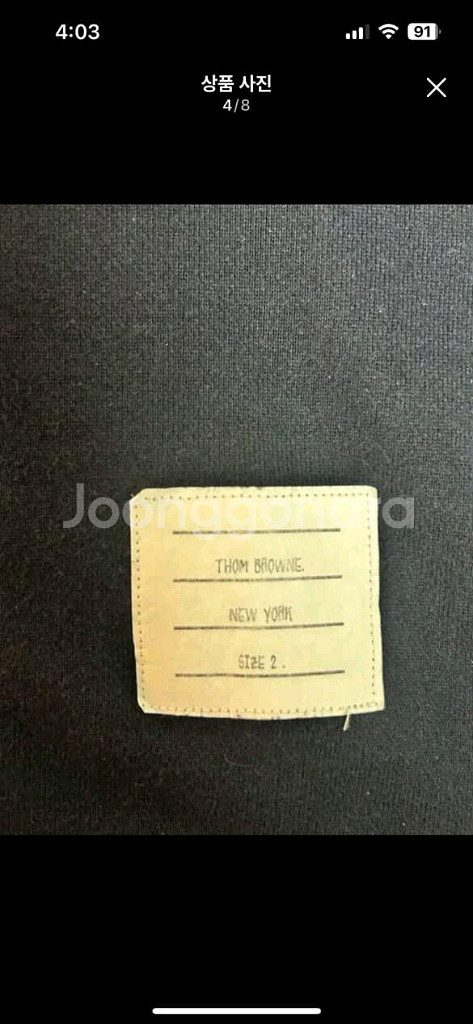 4:03
91
상품 사진
4/8
Joonggonara
THOM BROWNE.
NEW YORK
SIZE 2 .